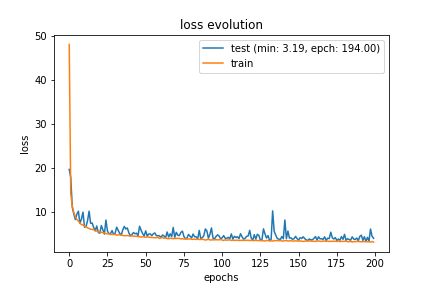 loss evolution
50
40
30
20
10
loss
test (min: 3.19, epch: 194.00)
train
0 25 50 75 100 125 150 175 200
epochs